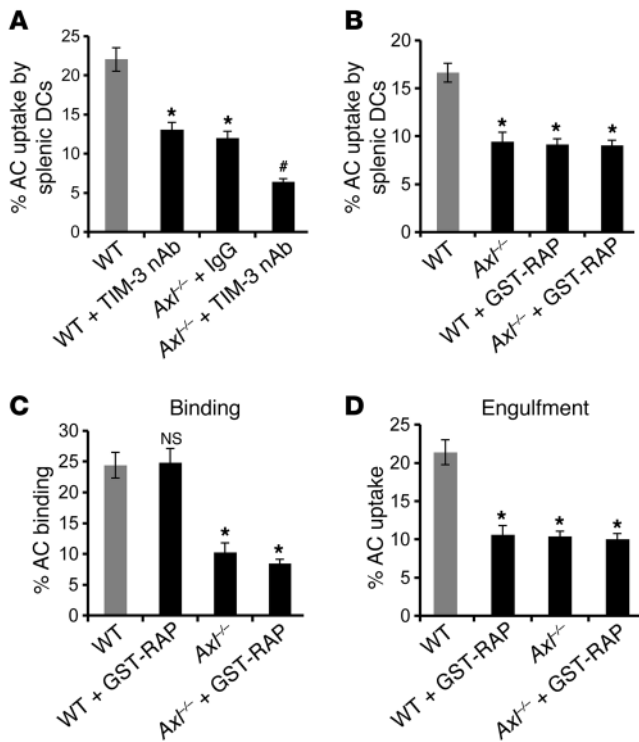 A
% AC uptake by
splenic DCs
25
20
15
10
5
0
*
*
#
WT
WT + TIM-3 nAb
Axl⁻/⁻ + IgG
Axl⁻/⁻ + TIM-3 nAb
B
% AC uptake by
splenic DCs
20
15
10
5
0
*
*
*
WT
Axl⁻/⁻
WT + GST-RAP
Axl⁻/⁻ + GST-RAP
C
Binding
% AC binding
30
25
20
15
10
5
0
NS
*
*
WT
WT + GST-RAP
Axl⁻/⁻
Axl⁻/⁻ + GST-RAP
D
Engulfment
% AC uptake
25
20
15
10
5
0
*
*
*
WT
WT + GST-RAP
Axl⁻/⁻
Axl⁻/⁻ + GST-RAP